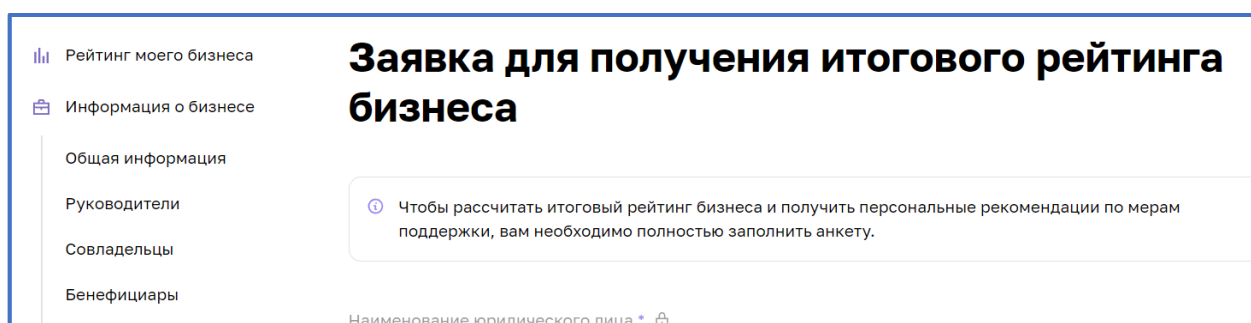 Рейтинг моего бизнеса
Информация о бизнесе
Общая информация
Руководители
Совладельцы
Бенефициары
Заявка для получения итогового рейтинга
бизнеса
Чтобы рассчитать итоговый рейтинг бизнеса и получить персональные рекомендации по мерам
поддержки, вам необходимо полностью заполнить анкету.
Наименование юридического лица *